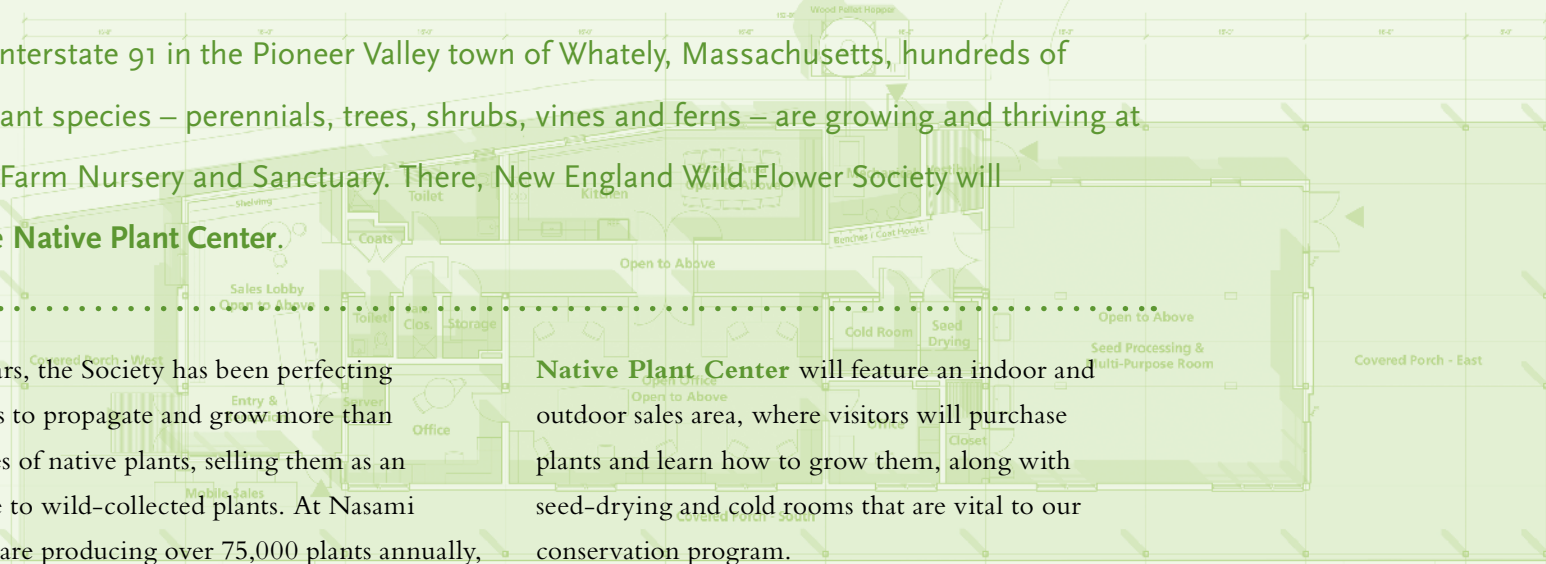 nterstate 91 in the Pioneer Valley town of Whately, Massachusetts, hundreds of
ant species – perennials, trees, shrubs, vines and ferns – are growing and thriving at
Farm Nursery and Sanctuary. There, New England Wild Flower Society will
e Native Plant Center.
ars, the Society has been perfecting
s to propagate and grow more than
es of native plants, selling them as an
e to wild-collected plants. At Nasami
are producing over 75,000 plants annually,
Native Plant Center will feature an indoor and
outdoor sales area, where visitors will purchase
plants and learn how to grow them, along with
seed-drying and cold rooms that are vital to our
conservation program.
Wood Pellet Hopper
Shelving
Toilet
Kitchen
Open to Above
Coats
Benches / Coat Hooks
Open to Above
Sales Lobby
Open to Above
Toilet
Clos.
Storage
Cold Room
Seed
Drying
Open to Above
Seed Processing &
Multi-Purpose Room
Covered Porch - West
Covered Porch - East
Entry &
Server
Office
Open Office
Open to Above
Office
Closet
Mobile Sales
Covered Porch - South